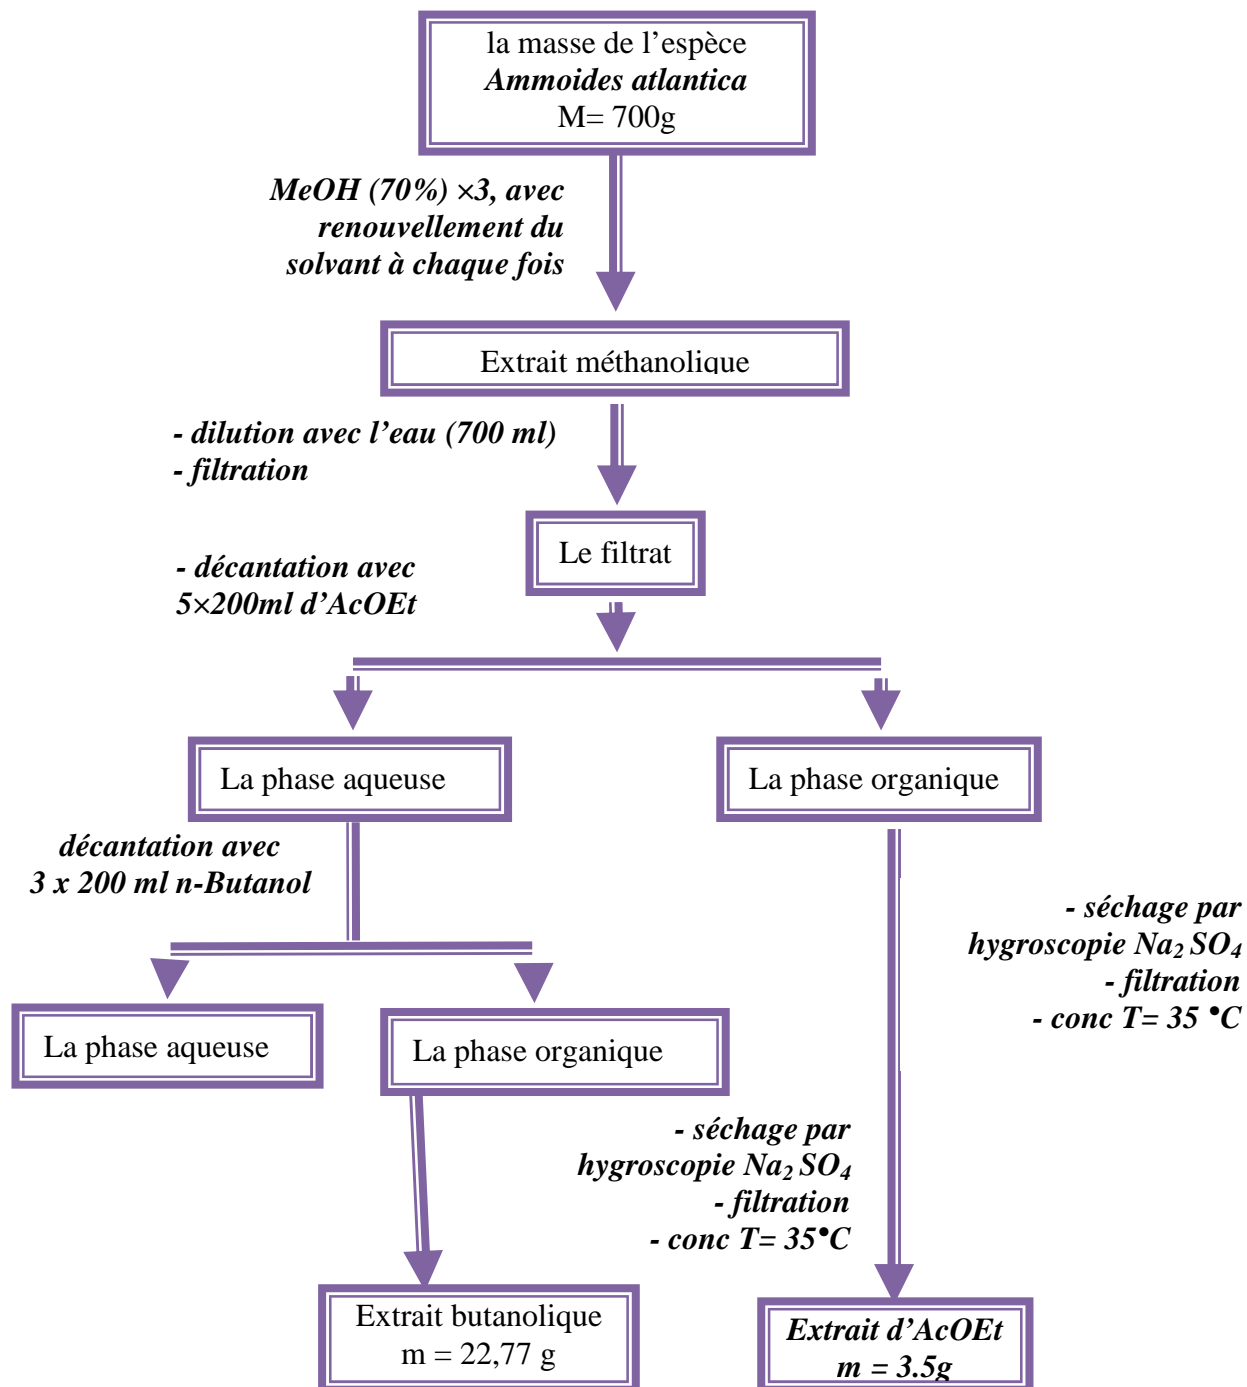 la masse de l’espèce
Ammoides atlantica
M= 700g
MeOH (70%) ×3, avec
renouvellement du
solvant à chaque fois
Extrait méthanolique
- dilution avec l’eau (700 ml)
- filtration
Le filtrat
- décantation avec
5×200ml d’AcOEt
La phase aqueuse
La phase organique
décantation avec
3 x 200 ml n-Butanol
- séchage par
hygroscopie Na₂ SO₄
- filtration
- conc T= 35 •C
La phase aqueuse
La phase organique
- séchage par
hygroscopie Na₂ SO₄
- filtration
- conc T= 35•C
Extrait butanolique
m = 22,77 g
Extrait d’AcOEt
m = 3.5g